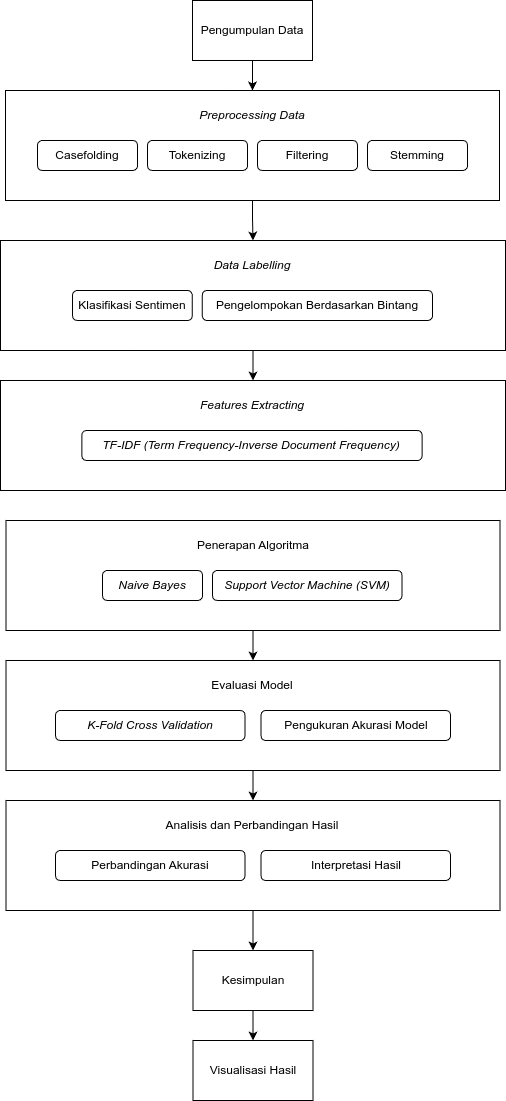 Pengumpulan Data
Preprocessing Data
Casefolding
Tokenizing
Filtering
Stemming
Data Labelling
Klasifikasi Sentimen
Pengelompokan Berdasarkan Bintang
Features Extracting
TF-IDF (Term Frequency-Inverse Document Frequency)
Penerapan Algoritma
Naive Bayes
Support Vector Machine (SVM)
Evaluasi Model
K-Fold Cross Validation
Pengukuran Akurasi Model
Analisis dan Perbandingan Hasil
Perbandingan Akurasi
Interpretasi Hasil
Kesimpulan
Visualisasi Hasil